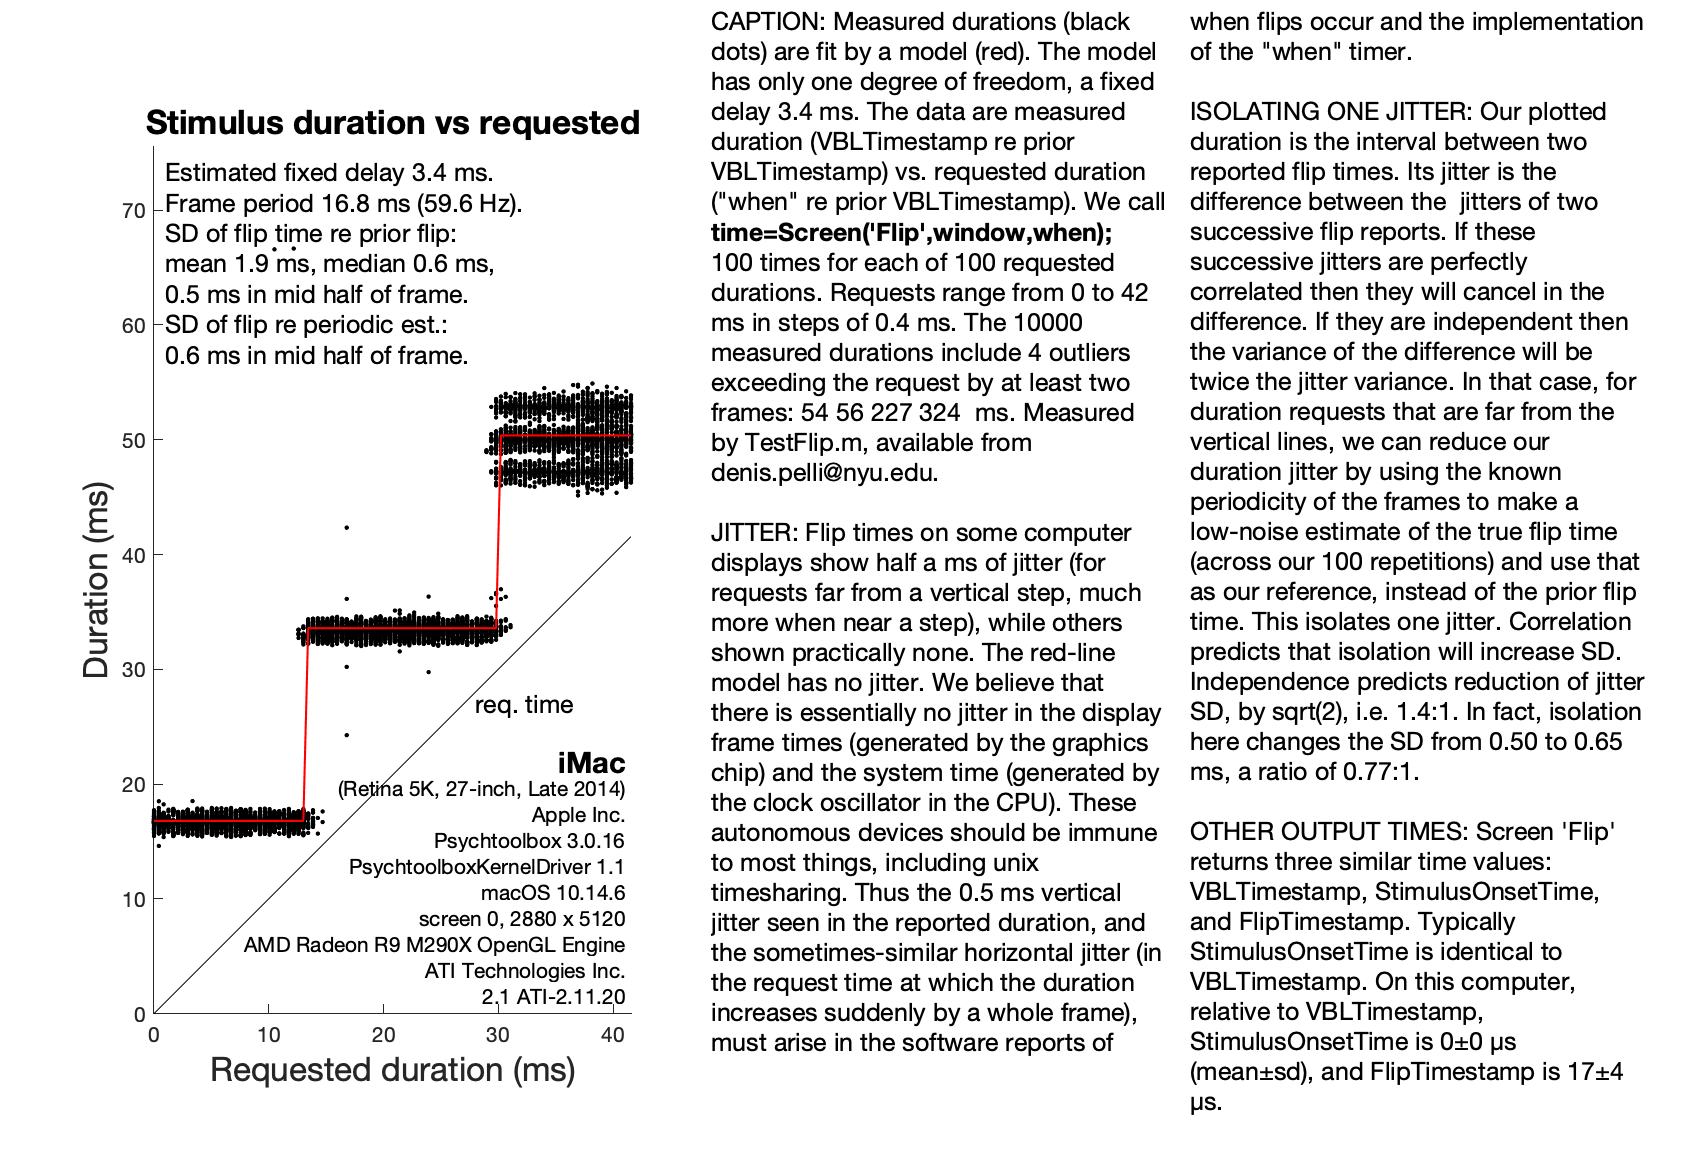 Stimulus duration vs requested
Estimated fixed delay 3.4 ms.
Frame period 16.8 ms (59.6 Hz).
SD of flip time re prior flip:
mean 1.9 ms, median 0.6 ms,
0.5 ms in mid half of frame.
SD of flip re periodic est.:
0.6 ms in mid half of frame.
70
60
50
40
30
20
10
0
Duration (ms)
req. time
iMac
(Retina 5K, 27-inch, Late 2014)
Apple Inc.
Psychtoolbox 3.0.16
PsychtoolboxKernelDriver 1.1
macOS 10.14.6
screen 0, 2880 x 5120
AMD Radeon R9 M290X OpenGL Engine
ATI Technologies Inc.
2.1 ATI-2.11.20
0 10 20 30 40
Requested duration (ms)
CAPTION: Measured durations (black
dots) are fit by a model (red). The model
has only one degree of freedom, a fixed
delay 3.4 ms. The data are measured
duration (VBLTimestamp re prior
VBLTimestamp) vs. requested duration
("when" re prior VBLTimestamp). We call
time=Screen('Flip',window,when);
100 times for each of 100 requested
durations. Requests range from 0 to 42
ms in steps of 0.4 ms. The 10000
measured durations include 4 outliers
exceeding the request by at least two
frames: 54 56 227 324  ms. Measured
by TestFlip.m, available from
denis.pelli@nyu.edu.
JITTER: Flip times on some computer
displays show half a ms of jitter (for
requests far from a vertical step, much
more when near a step), while others
shown practically none. The red-line
model has no jitter. We believe that
there is essentially no jitter in the display
frame times (generated by the graphics
chip) and the system time (generated by
the clock oscillator in the CPU). These
autonomous devices should be immune
to most things, including unix
timesharing. Thus the 0.5 ms vertical
jitter seen in the reported duration, and
the sometimes-similar horizontal jitter (in
the request time at which the duration
increases suddenly by a whole frame),
must arise in the software reports of
when flips occur and the implementation
of the "when" timer.
ISOLATING ONE JITTER: Our plotted
duration is the interval between two
reported flip times. Its jitter is the
difference between the  jitters of two
successive flip reports. If these
successive jitters are perfectly
correlated then they will cancel in the
difference. If they are independent then
the variance of the difference will be
twice the jitter variance. In that case, for
duration requests that are far from the
vertical lines, we can reduce our
duration jitter by using the known
periodicity of the frames to make a
low-noise estimate of the true flip time
(across our 100 repetitions) and use that
as our reference, instead of the prior flip
time. This isolates one jitter. Correlation
predicts that isolation will increase SD.
Independence predicts reduction of jitter
SD, by sqrt(2), i.e. 1.4:1. In fact, isolation
here changes the SD from 0.50 to 0.65
ms, a ratio of 0.77:1.
OTHER OUTPUT TIMES: Screen 'Flip'
returns three similar time values:
VBLTimestamp, StimulusOnsetTime,
and FlipTimestamp. Typically
StimulusOnsetTime is identical to
VBLTimestamp. On this computer,
relative to VBLTimestamp,
StimulusOnsetTime is 0±0 µs
(mean±sd), and FlipTimestamp is 17±4
µs.